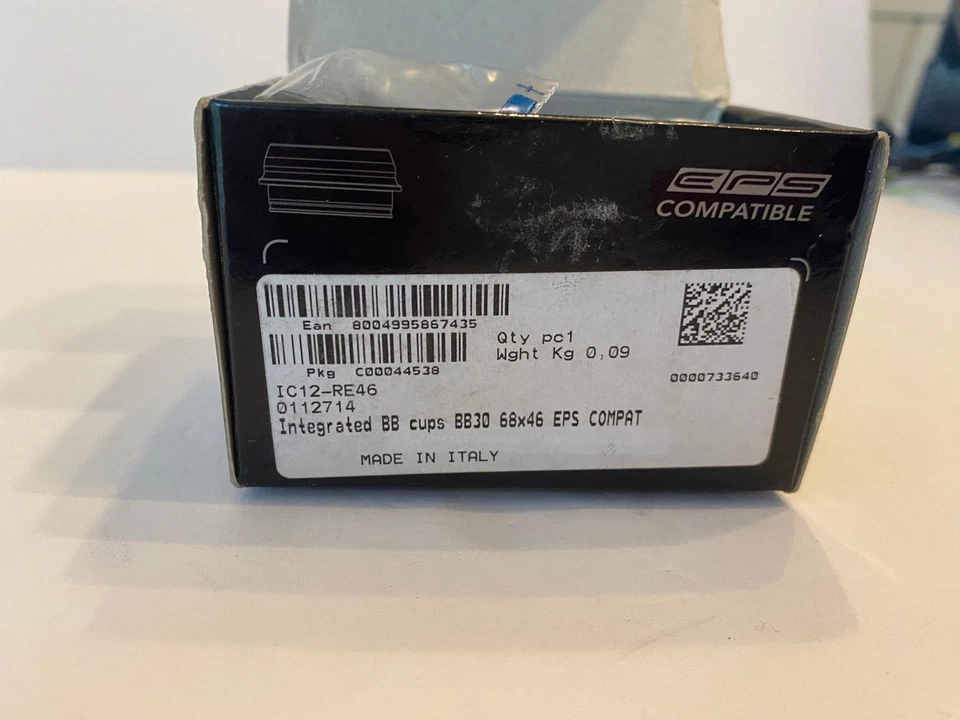 EPS
COMPATIBLE
Ean 8004995867435
Qty pc1
Wght Kg 0,09
Pkg C00044538
0000733640
IC12-RE46
0112714
Integrated BB cups BB30 68x46 EPS COMPAT
MADE IN ITALY